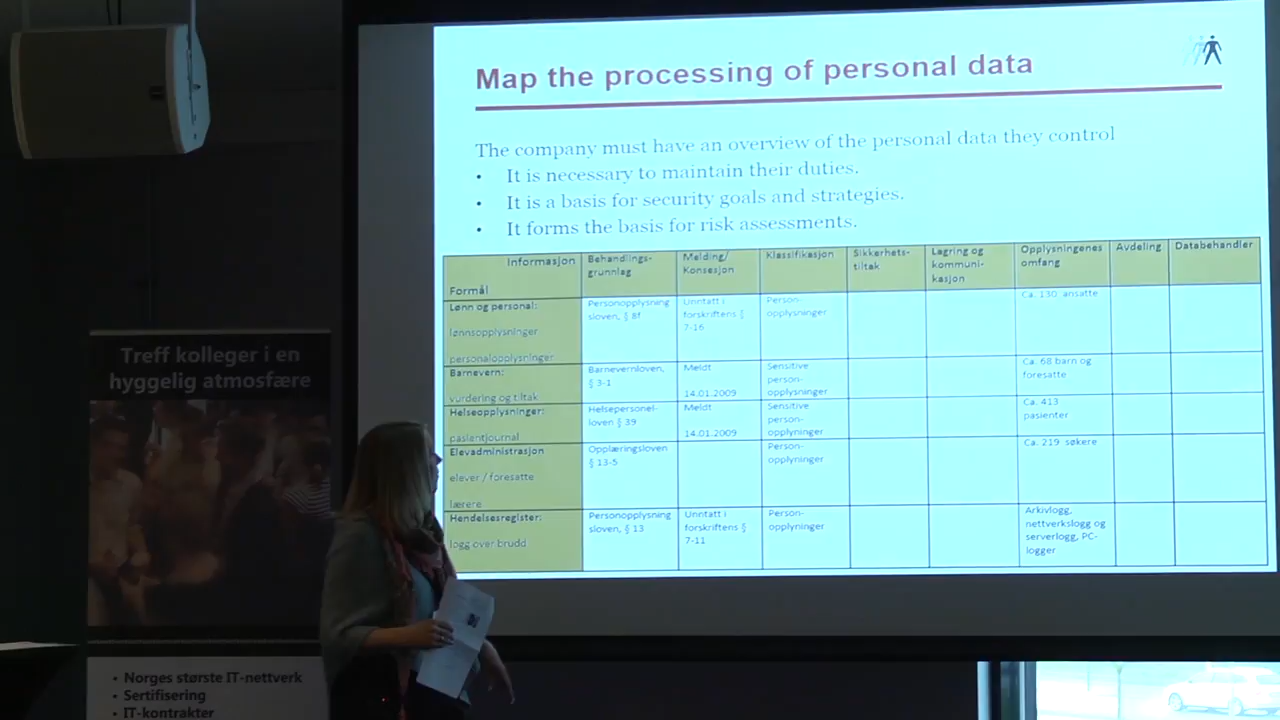 Map the processing of personal data
The company must have an overview of the personal data they control
• It is necessary to maintain their duties.
• It is a basis for security goals and strategies.
• It forms the basis for risk assessments.
Informasjon
Formål
Behandlings-
grunnlag
Melding/
Konsesjon
Klassifikasjon
Sikkerhets-
tiltak
Lagring og
kommuni-
kasjon
Opplysningenes
omfang
Avdeling
Databehandler
Lønn og personal:
lønnsopplysninger
personalopplysninger
Personopplysning
sloven, § 8f
Unntatt i
forskriftens §
7-16
Person-
opplysninger
Ca. 130 ansatte
Barnevern:
vurdering og tiltak
Barnevernloven,
§ 3-1
Meldt
14.01.2009
Sensitive
person-
opplysninger
Ca. 68 barn og
foresatte
Helseopplysninger:
pasientjournal
Helsepersonel-
loven § 39
Meldt
14.01.2009
Sensitive
person-
opplyninger
Ca. 413
pasienter
Elevadministrasjon
elever / foresatte
lærere
Opplæringsloven
§ 13-5
Person-
opplyninger
Ca. 219 søkere
Hendelsesregister:
logg over brudd
Personopplysning
sloven, § 13
Unntatt i
forskriftens §
7-11
Person-
opplyninger
Arkivlogg,
nettverkslogg og
serverlogg, PC-
logger
Treff kolleger i en
hyggelig atmosfære
• Norges største IT-nettverk
• Sertifisering
• IT-kontrakter